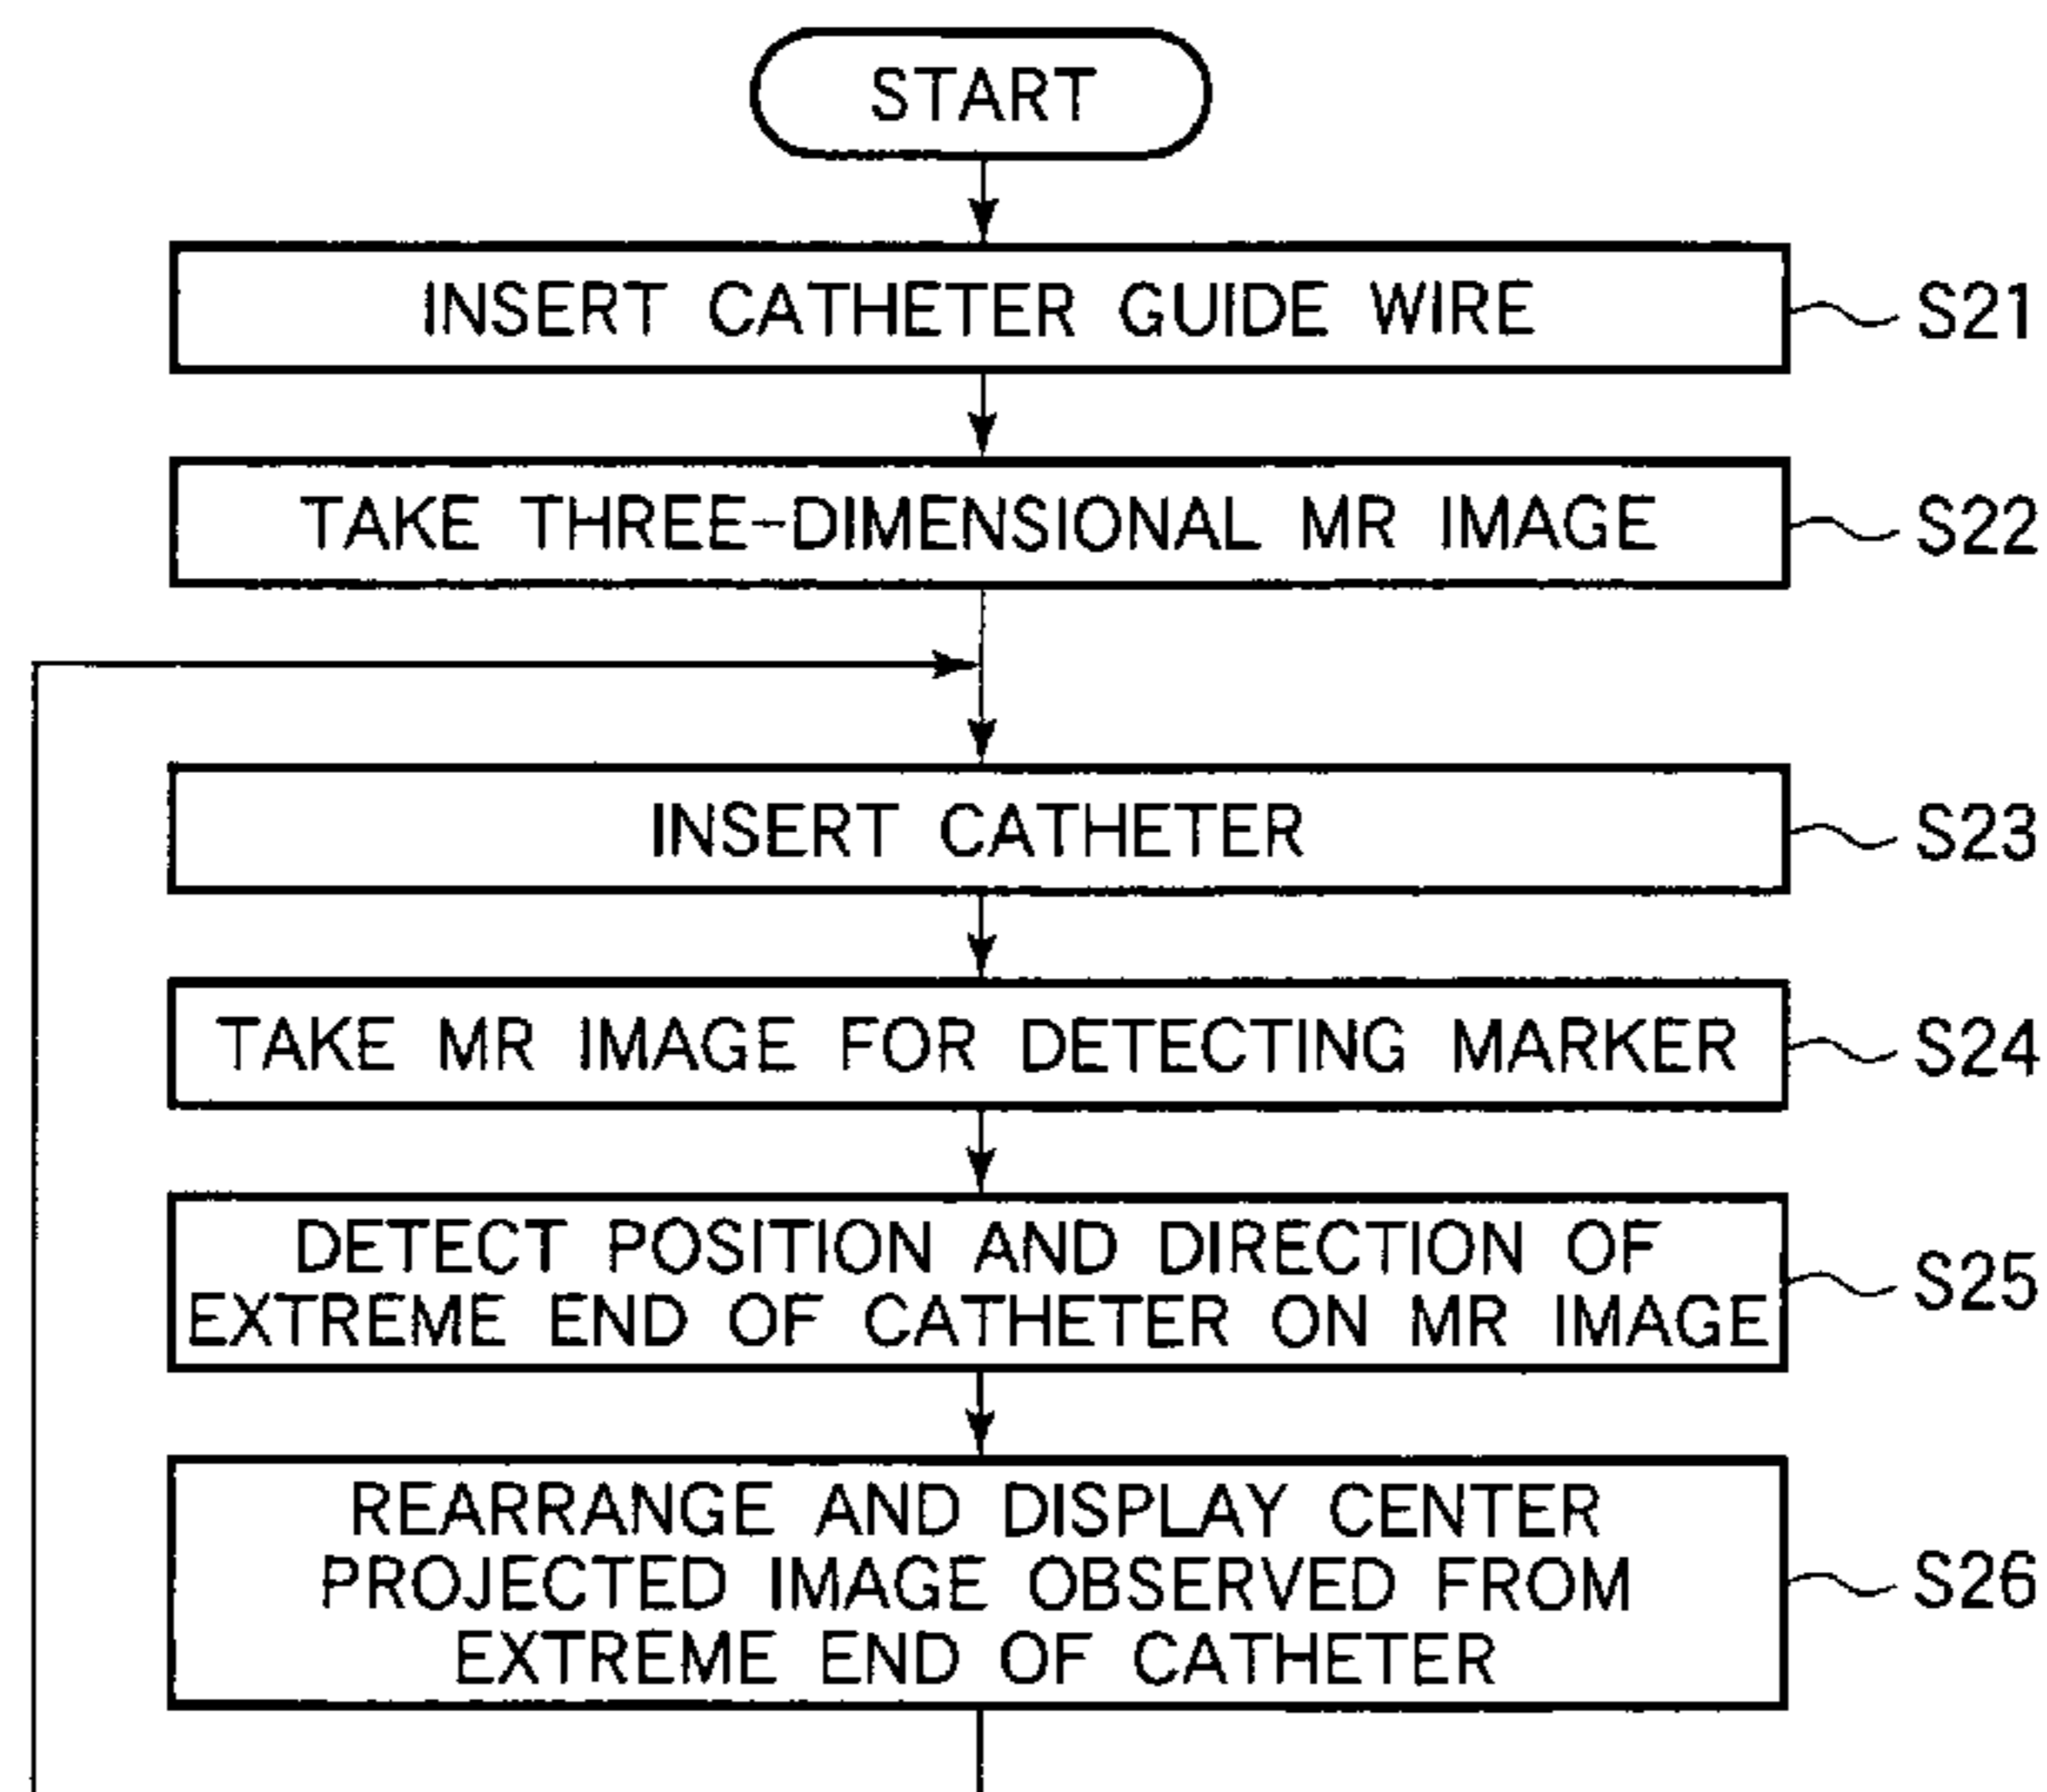 START
INSERT CATHETER GUIDE WIRE
S21
TAKE THREE-DIMENSIONAL MR IMAGE
S22
INSERT CATHETER
S23
TAKE MR IMAGE FOR DETECTING MARKER
S24
DETECT POSITION AND DIRECTION OF
EXTREME END OF CATHETER ON MR IMAGE
S25
REARRANGE AND DISPLAY CENTER
PROJECTED IMAGE OBSERVED FROM
EXTREME END OF CATHETER
S26